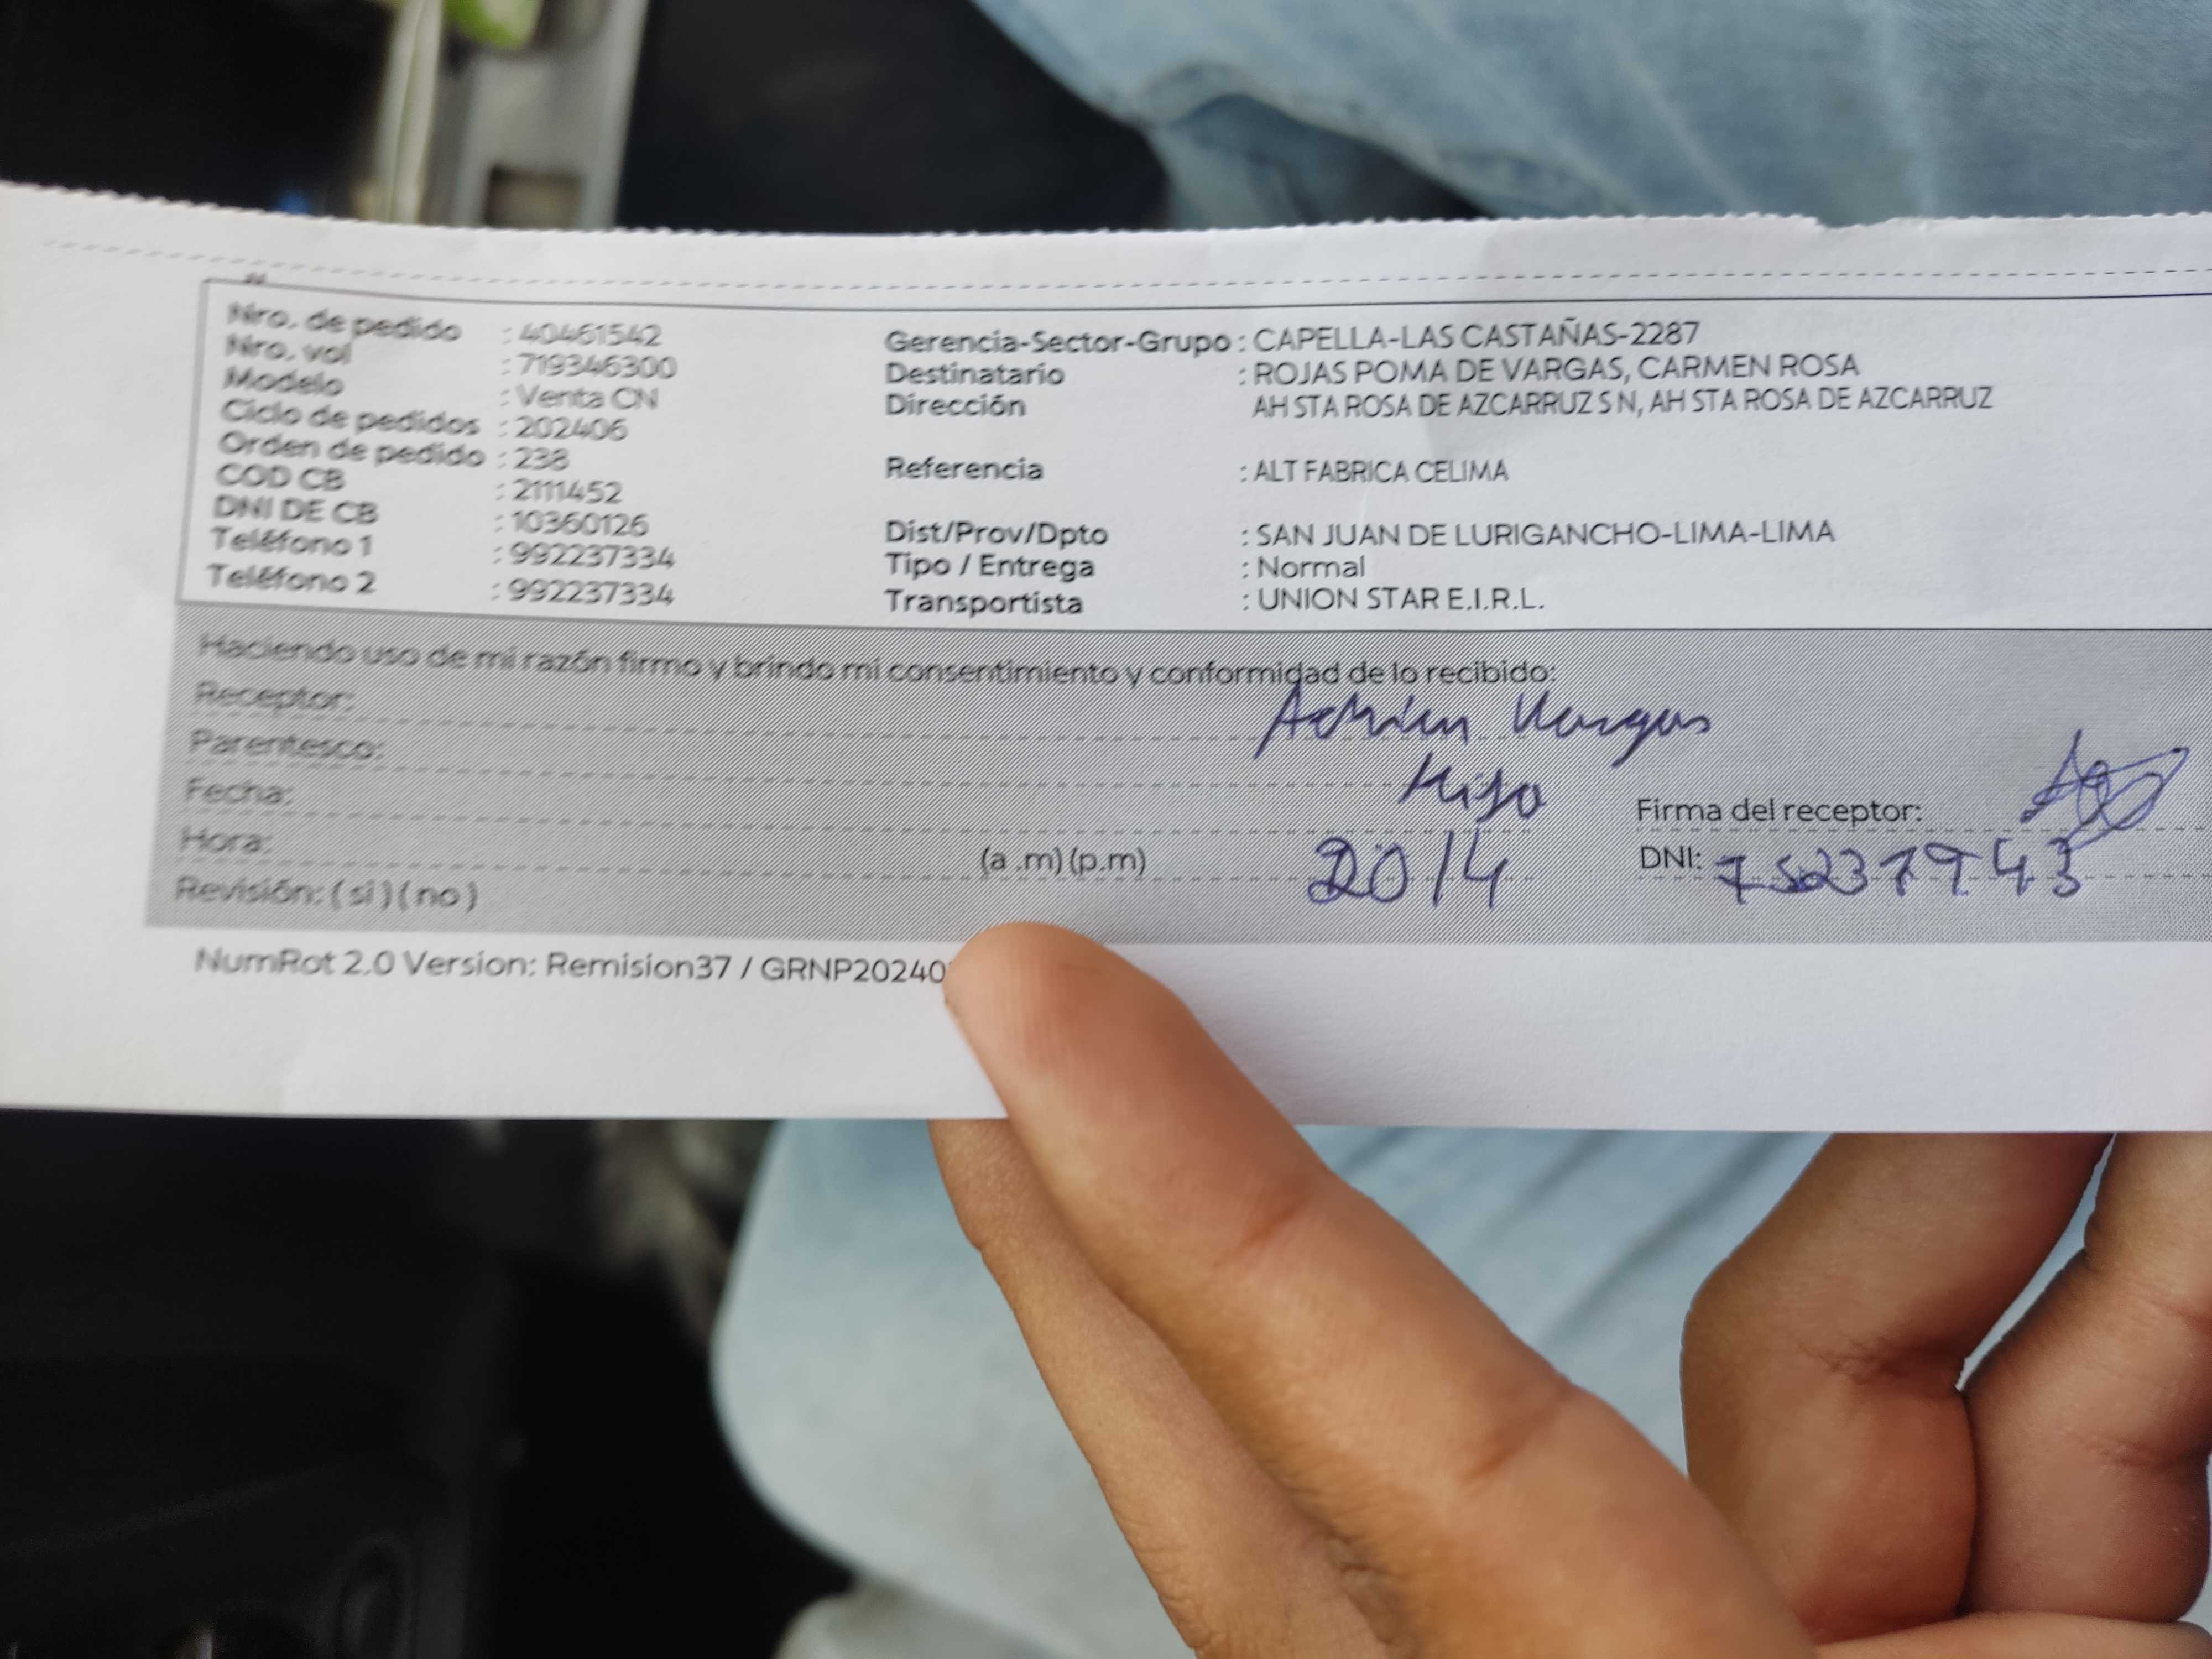 Nro. de pedido : 40461542
Nro. vol : 719346300
Modelo : Venta CN
Ciclo de pedidos : 202406
Orden de pedido : 238
COD CB : 2111452
DNI DE CB : 10360126
Teléfono 1 : 992237334
Teléfono 2 : 992237334
Gerencia-Sector-Grupo : CAPELLA-LAS CASTAÑAS-2287
Destinatario : ROJAS POMA DE VARGAS, CARMEN ROSA
Dirección AH STA ROSA DE AZCARRUZ S N, AH STA ROSA DE AZCARRUZ
Referencia : ALT FABRICA CELIMA
Dist/Prov/Dpto : SAN JUAN DE LURIGANCHO-LIMA-LIMA
Tipo / Entrega : Normal
Transportista : UNION STAR E.I.R.L.
Haciendo uso de mi razón firmo y brindo mi consentimiento y conformidad de lo recibido:
Receptor: Adrian Vargas
Parentesco: Hijo
Fecha: 20/4
Hora: (a .m) (p.m)
Revisión: ( si ) ( no )
Firma del receptor:
DNI:
NumRot 2.0 Version: Remision37 / GRNP20240